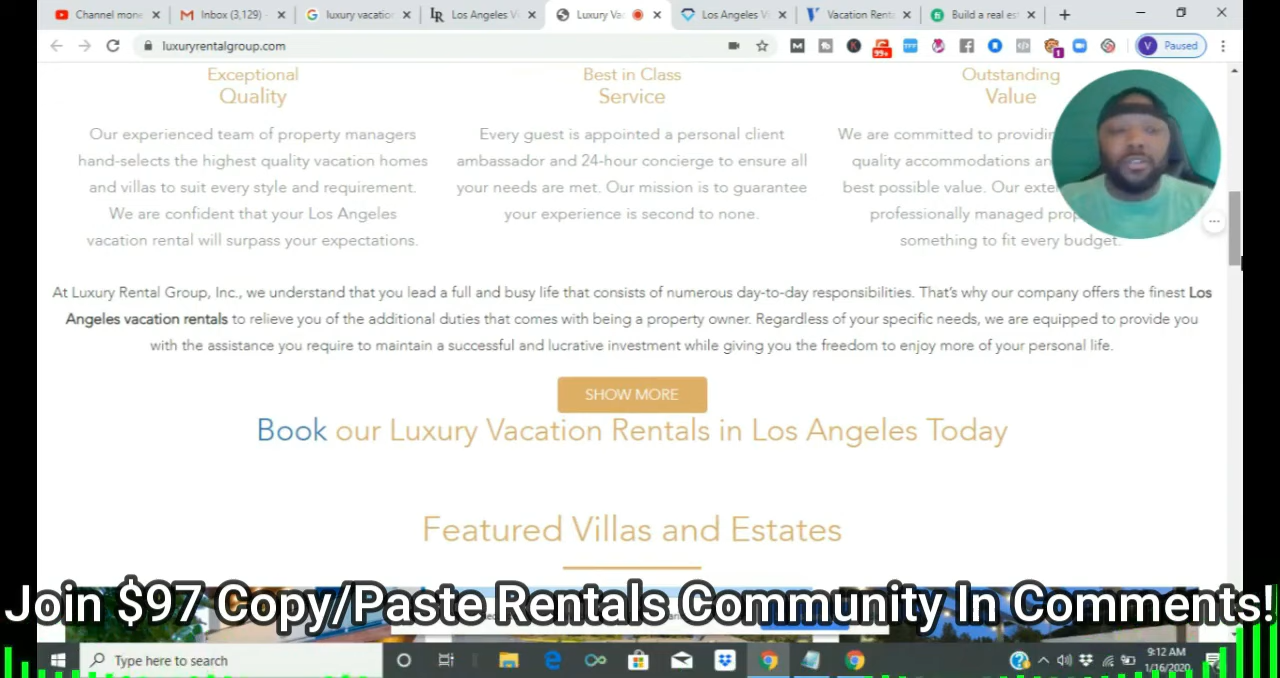 Channel mone
Inbox (3,129) -
luxury vacation
Los Angeles V
Luxury Va
Los Angeles V
Vacation Renta
Build a real est
luxuryrentalgroup.com
99+
1
V Paused
Exceptional
Quality
Our experienced team of property managers
hand-selects the highest quality vacation homes
and villas to suit every style and requirement.
We are confident that your Los Angeles
vacation rental will surpass your expectations.
Best in Class
Service
Every guest is appointed a personal client
ambassador and 24-hour concierge to ensure all
your needs are met. Our mission is to guarantee
your experience is second to none.
Outstanding
Value
We are committed to providin
quality accommodations an
best possible value. Our exte
professionally managed prop
something to fit every budget.
At Luxury Rental Group, Inc., we understand that you lead a full and busy life that consists of numerous day-to-day responsibilities. That's why our company offers the finest Los
Angeles vacation rentals to relieve you of the additional duties that comes with being a property owner. Regardless of your specific needs, we are equipped to provide you
with the assistance you require to maintain a successful and lucrative investment while giving you the freedom to enjoy more of your personal life.
SHOW MORE
Book our Luxury Vacation Rentals in Los Angeles Today
Featured Villas and Estates
Join $97 Copy/Paste Rentals Community In Comments!
Type here to search
9:12 AM
1/16/2020